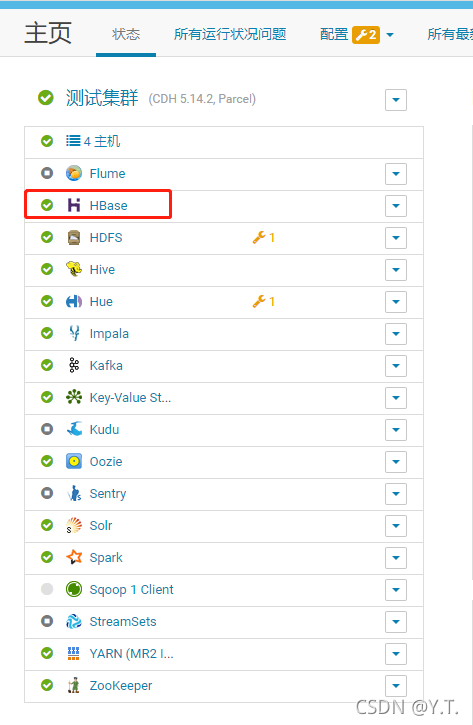 主页 状态 所有运行状况问题 配置 2 所有最
测试集群 (CDH 5.14.2, Parcel)
4 主机
Flume
HBase
HDFS 1
Hive
Hue 1
Impala
Kafka
Key-Value St...
Kudu
Oozie
Sentry
Solr
Spark
Sqoop 1 Client
StreamSets
YARN (MR2 I...
ZooKeeper
CSDN @Y.T.